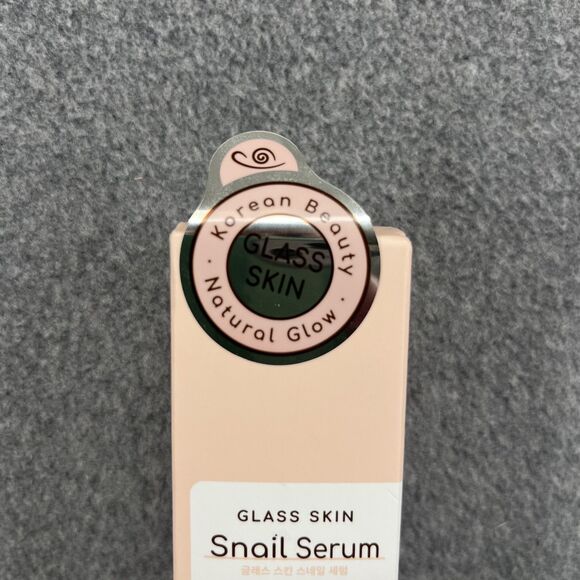 · Korean Beauty ·
GLASS
SKIN
Natural Glow
GLASS SKIN
Snail Serum
글래스 스킨 스네일 세럼